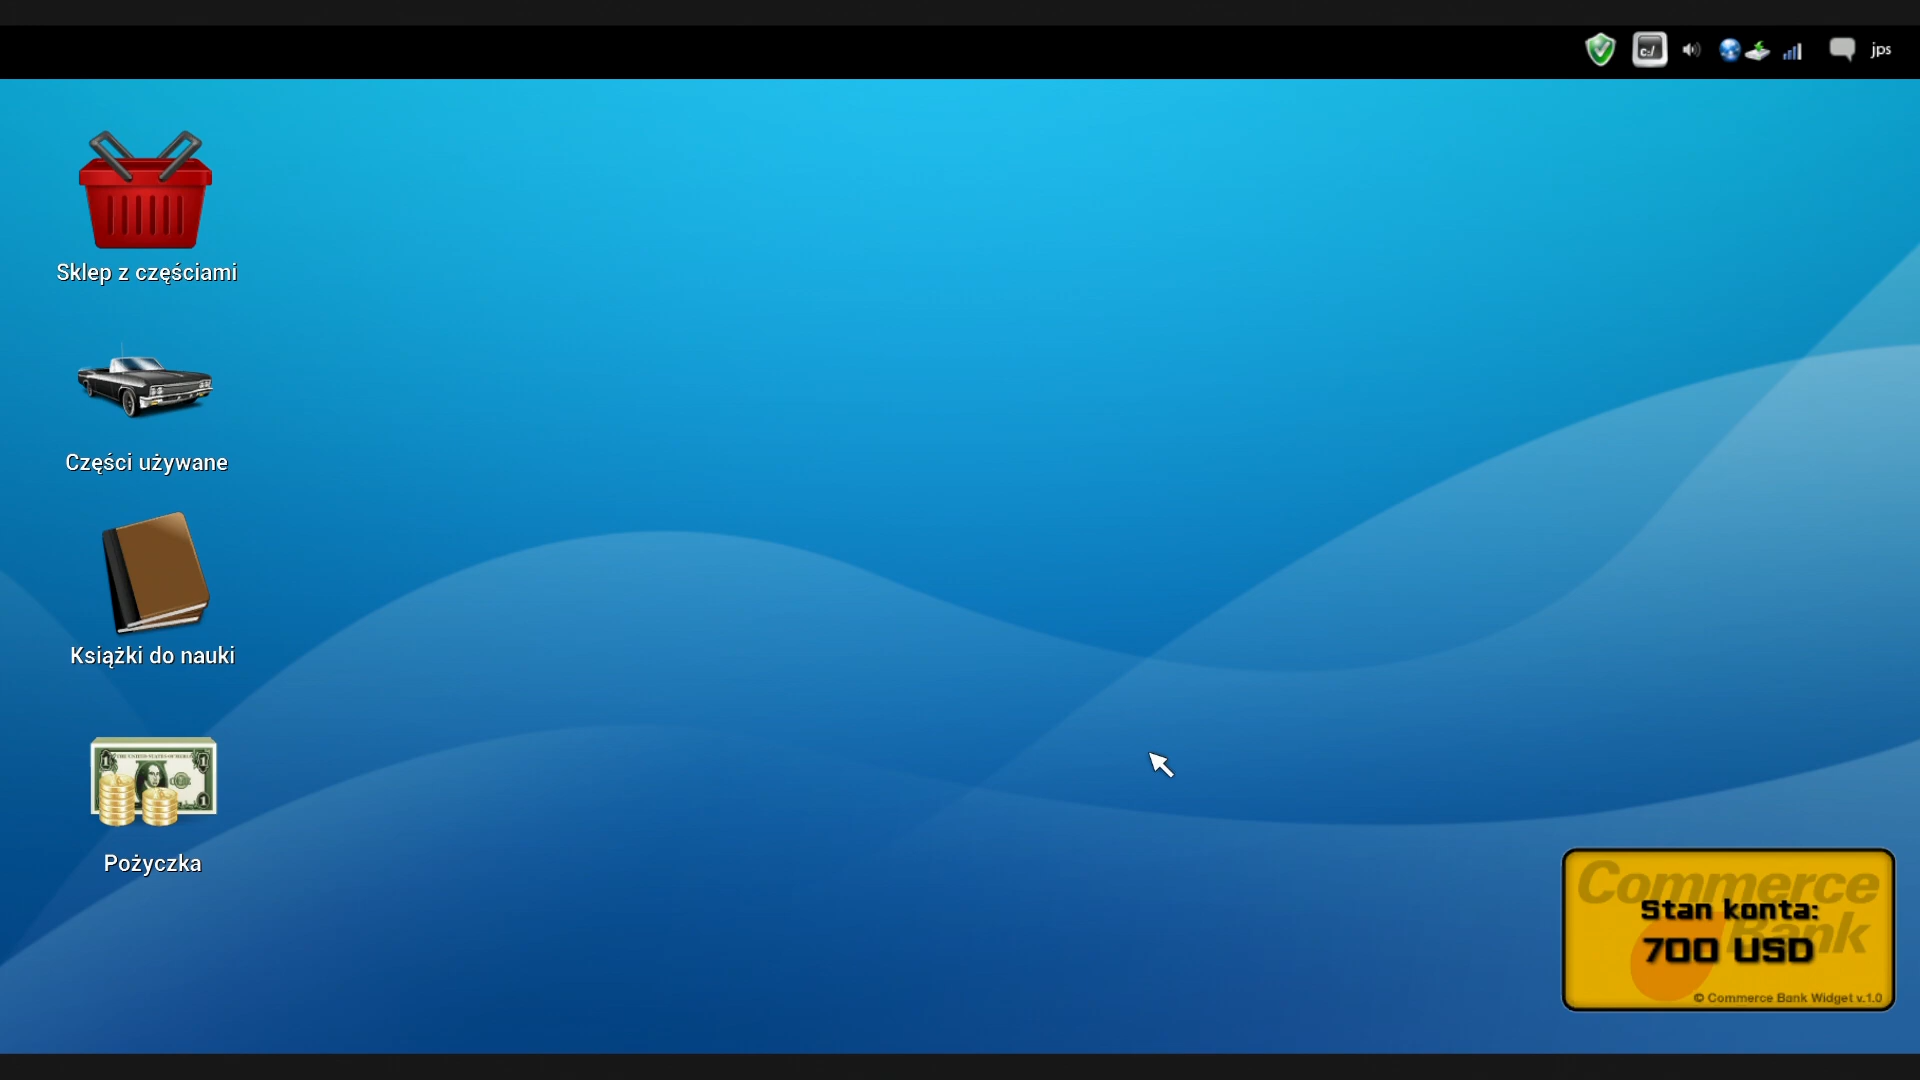 c:/
jps
Sklep z częściami
Części używane
Książki do nauki
Pożyczka
Commerce
Bank
Stan konta:
700 USD
© Commerce Bank Widget v.1.0